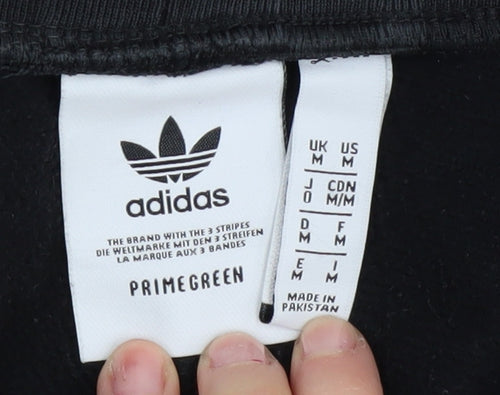 adidas
THE BRAND WITH THE 3 STRIPES
DIE WELTMARKE MIT DEN 3 STREIFEN
LA MARQUE AUX 3 BANDES
PRIMEGREEN
UK US
M M
J CDN
O M/M
D F
M M
E I
M M
MADE IN
PAKISTAN